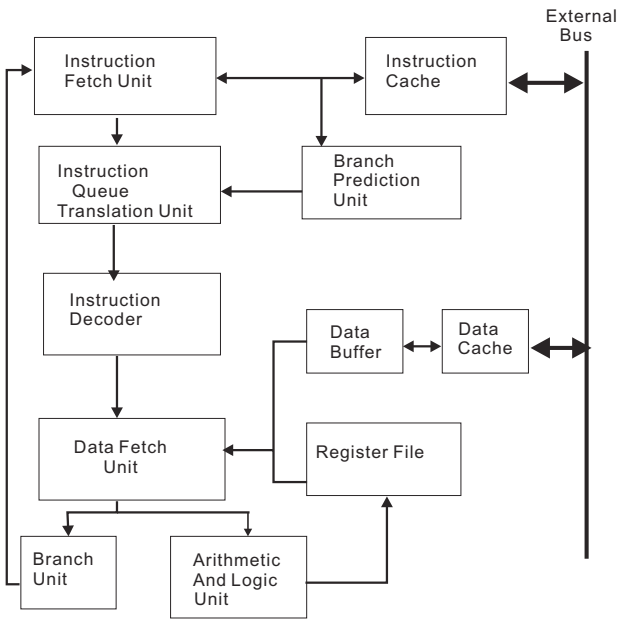 External
Bus
Instruction
Fetch Unit
Instruction
Cache
Instruction
Queue
Translation Unit
Branch
Prediction
Unit
Instruction
Decoder
Data
Buffer
Data
Cache
Data Fetch
Unit
Register File
Branch
Unit
Arithmetic
And Logic
Unit